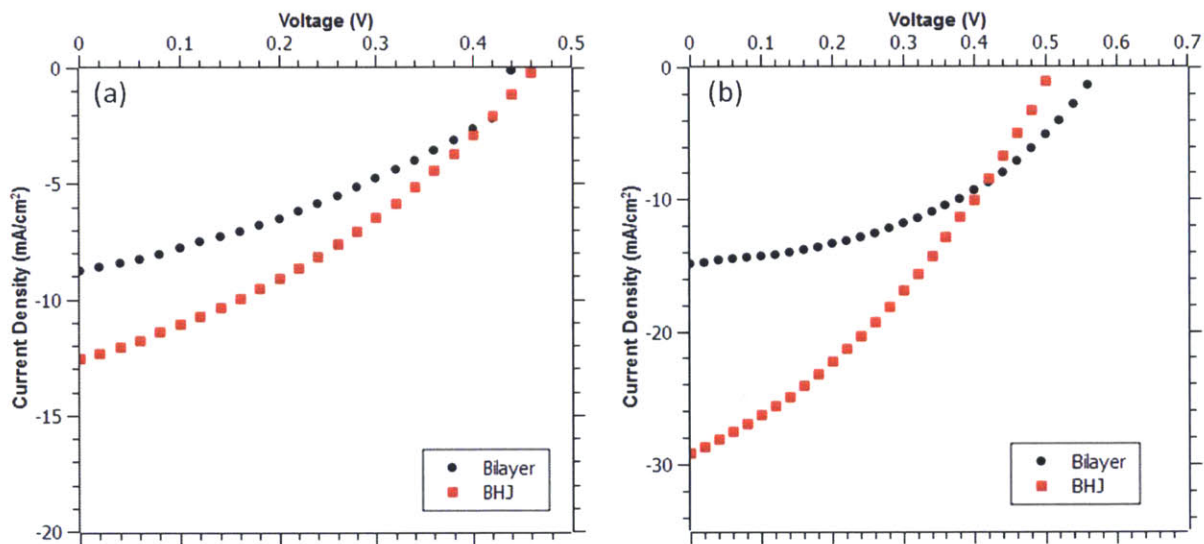 Voltage (V)
0 0.1 0.2 0.3 0.4 0.5
(a)
Current Density (mA/cm²)
0
-5
-10
-15
-20
Bilayer
BHJ
Voltage (V)
0 0.1 0.2 0.3 0.4 0.5 0.6 0.7
(b)
Current Density (mA/cm²)
0
-10
-20
-30
Bilayer
BHJ